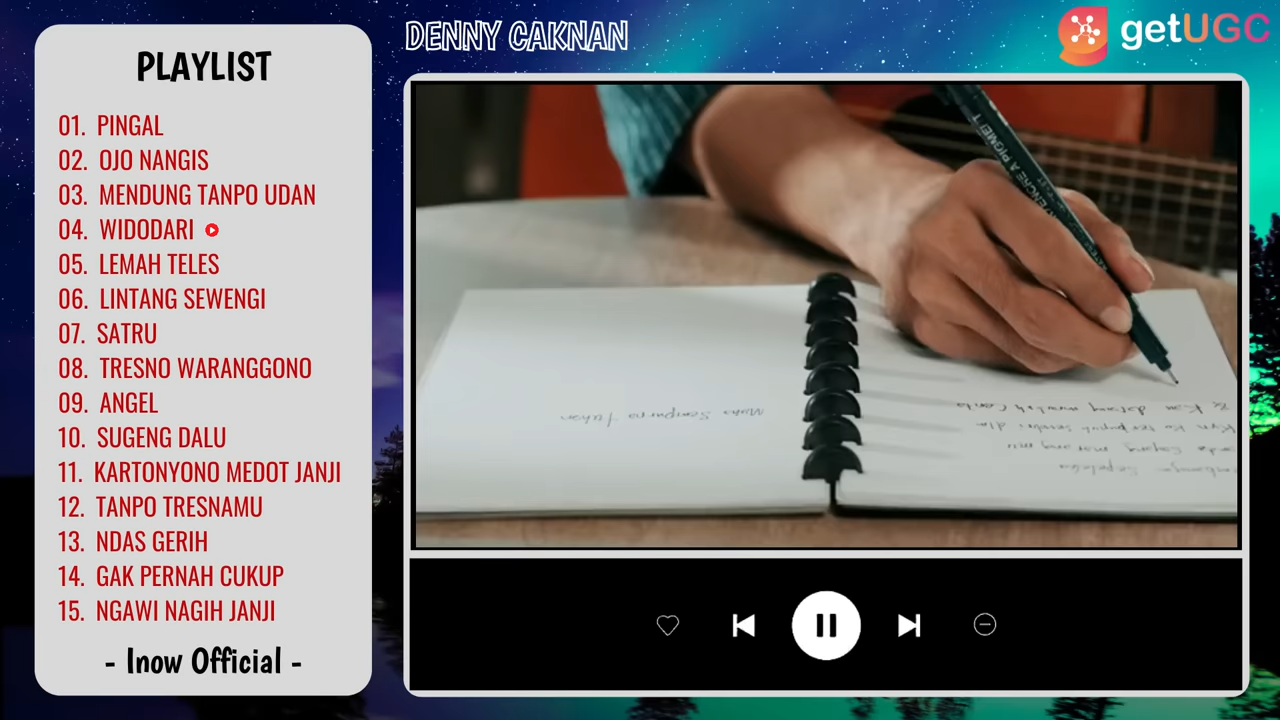 PLAYLIST
01. PINGAL
02. OJO NANGIS
03. MENDUNG TANPO UDAN
04. WIDODARI
05. LEMAH TELES
06. LINTANG SEWENGI
07. SATRU
08. TRESNO WARANGGONO
09. ANGEL
10. SUGENG DALU
11. KARTONYONO MEDOT JANJI
12. TANPO TRESNAMU
13. NDAS GERIH
14. GAK PERNAH CUKUP
15. NGAWI NAGIH JANJI
- Inow Official -
DENNY CAKNAN
getUGC